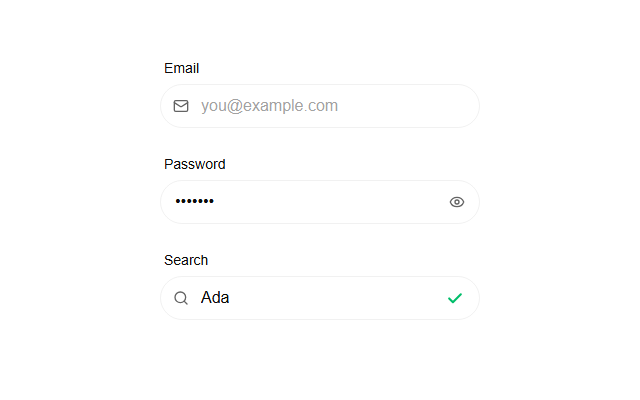 Email
you@example.com
Password
•••••••
Search
Ada